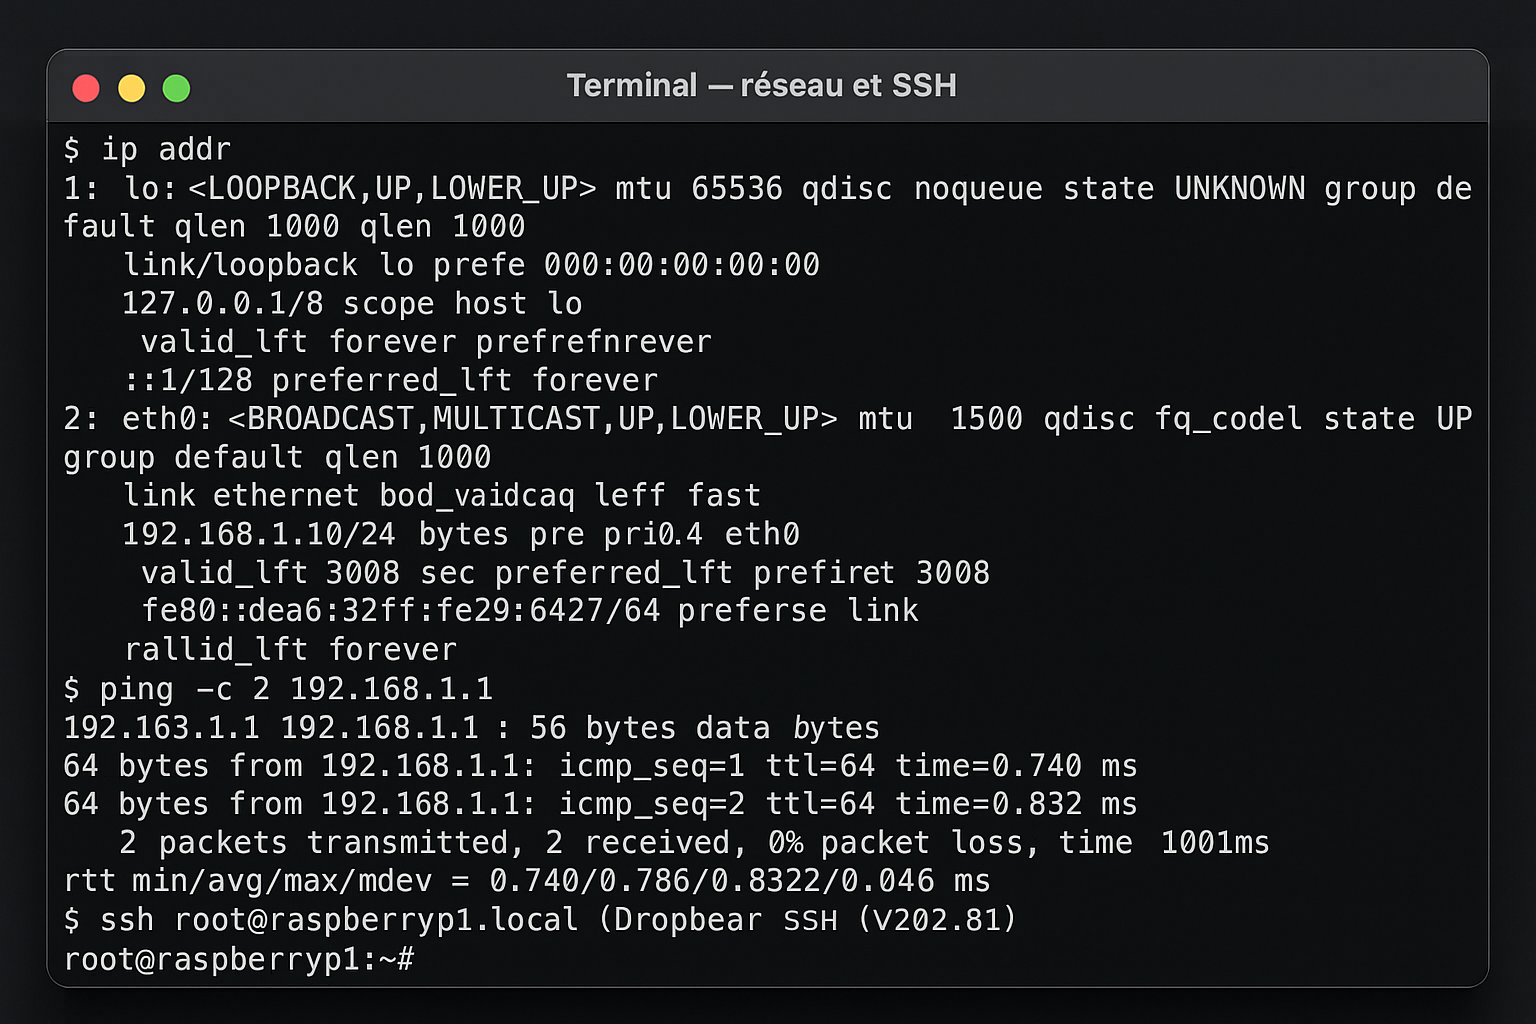 Terminal — réseau et SSH
$ ip addr
1: lo: <LOOPBACK,UP,LOWER_UP> mtu 65536 qdisc noqueue state UNKNOWN group de
fault qlen 1000 qlen 1000
link/loopback lo prefe 000:00:00:00:00
127.0.0.1/8 scope host lo
valid_lft forever prefrefnrever
::1/128 preferred_lft forever
2: eth0: <BROADCAST,MULTICAST,UP,LOWER_UP> mtu 1500 qdisc fq_codel state UP
group default qlen 1000
link ethernet bod_vaidcaq leff fast
192.168.1.10/24 bytes pre pri0.4 eth0
valid_lft 3008 sec preferred_lft prefiret 3008
fe80::dea6:32ff:fe29:6427/64 preferse link
rallid_lft forever
$ ping -c 2 192.168.1.1
192.163.1.1 192.168.1.1 : 56 bytes data bytes
64 bytes from 192.168.1.1: icmp_seq=1 ttl=64 time=0.740 ms
64 bytes from 192.168.1.1: icmp_seq=2 ttl=64 time=0.832 ms
2 packets transmitted, 2 received, 0% packet loss, time 1001ms
rtt min/avg/max/mdev = 0.740/0.786/0.8322/0.046 ms
$ ssh root@raspberryp1.local (Dropbear SSH (V202.81)
root@raspberryp1:~#